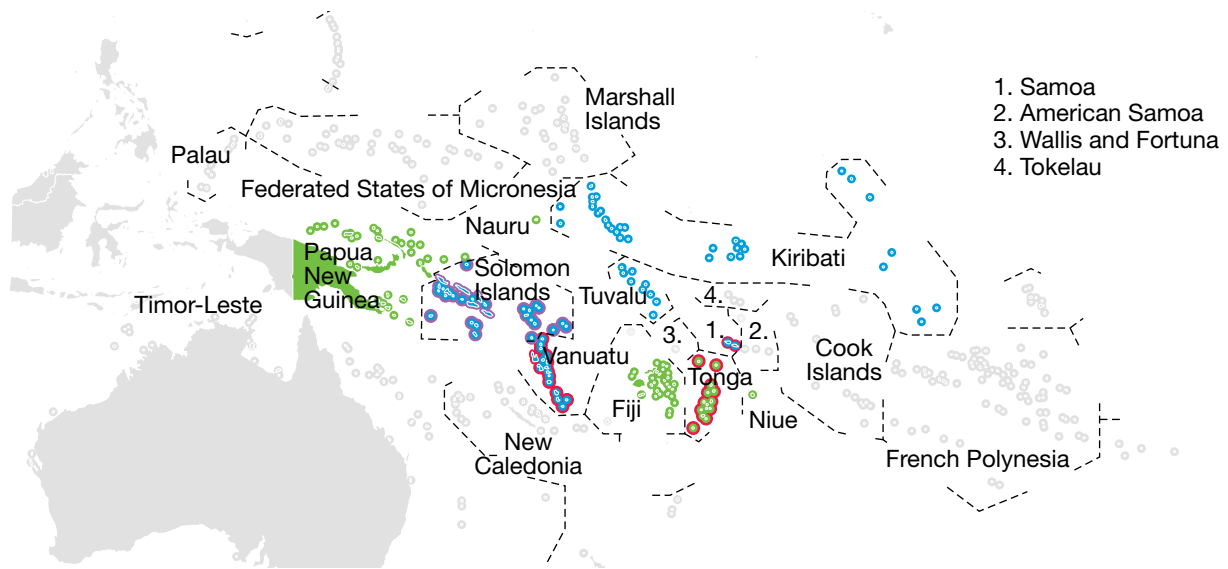 1. Samoa
2. American Samoa
3. Wallis and Fortuna
4. Tokelau
Marshall
Islands
Palau
Federated States of Micronesia
Nauru
Papua
New
Guinea
Solomon
Islands
Kiribati
Timor-Leste
Tuvalu
4.
1.
2.
3.
Vanuatu
Tonga
Cook
Islands
Fiji
Niue
New
Caledonia
French Polynesia